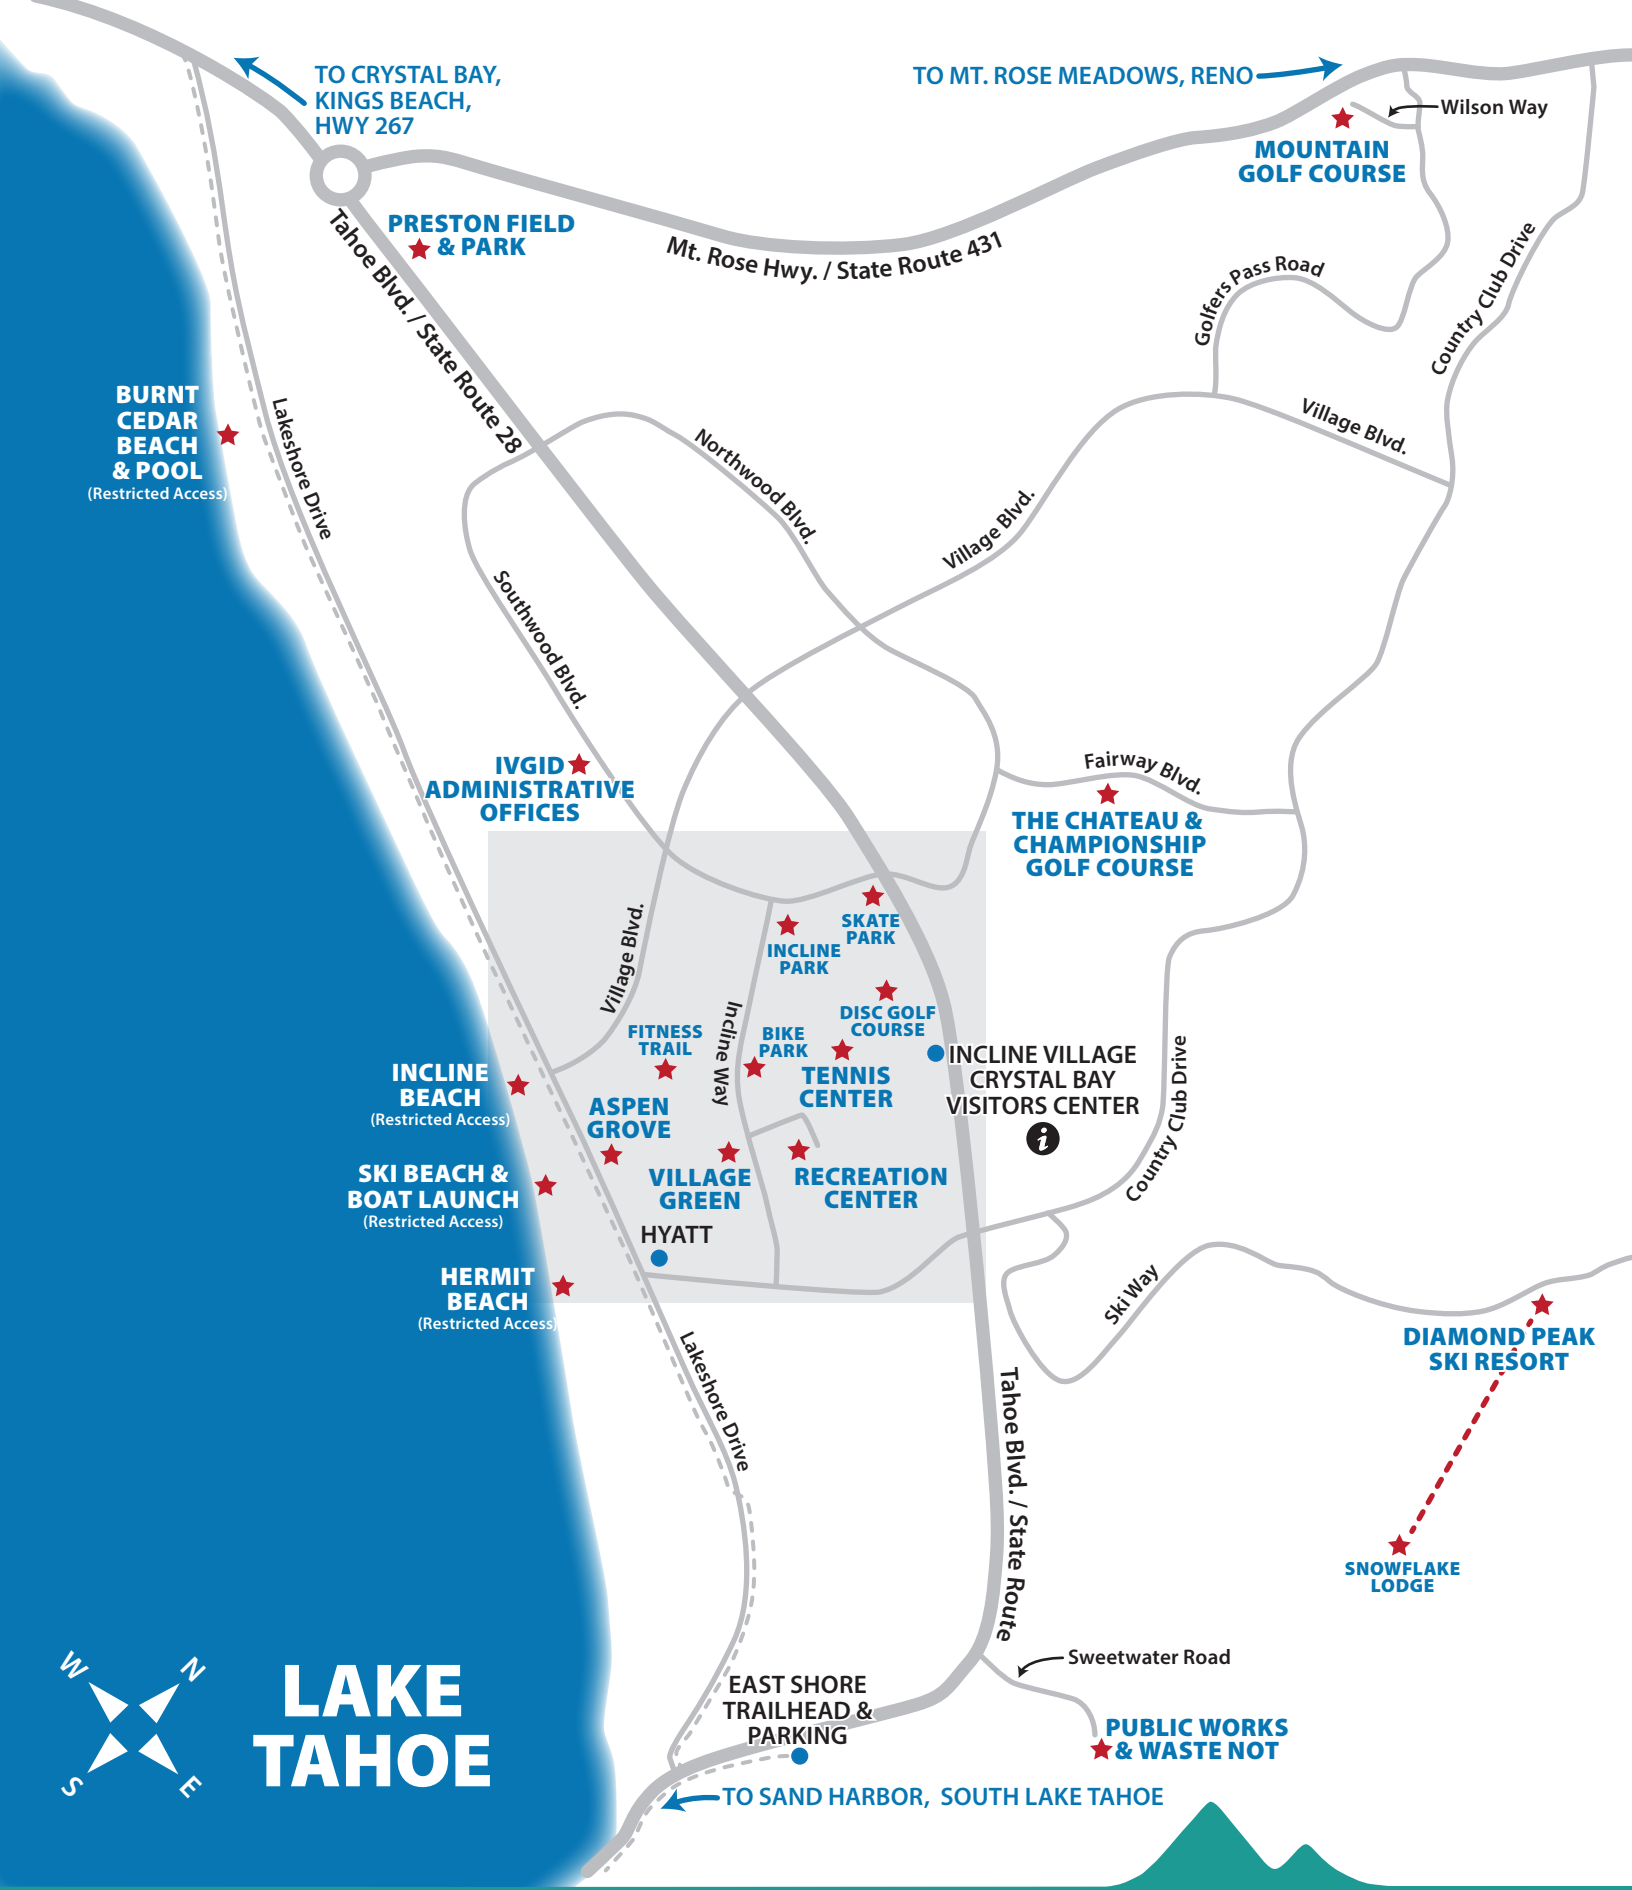 TO CRYSTAL BAY,
KINGS BEACH,
HWY 267
TO MT. ROSE MEADOWS, RENO
Wilson Way
MOUNTAIN
GOLF COURSE
PRESTON FIELD
& PARK
Tahoe Blvd. / State Route 28
Mt. Rose Hwy. / State Route 431
Golfers Pass Road
Country Club Drive
BURNT
CEDAR
BEACH
& POOL
(Restricted Access)
Lakeshore Drive
Northwood Blvd.
Village Blvd.
Village Blvd.
Southwood Blvd.
IVGID
ADMINISTRATIVE
OFFICES
Fairway Blvd.
THE CHATEAU &
CHAMPIONSHIP
GOLF COURSE
Village Blvd.
INCLINE
PARK
SKATE
PARK
Incline Way
FITNESS
TRAIL
BIKE
PARK
DISC GOLF
COURSE
TENNIS
CENTER
INCLINE VILLAGE
CRYSTAL BAY
VISITORS CENTER
i
Country Club Drive
INCLINE
BEACH
(Restricted Access)
ASPEN
GROVE
SKI BEACH &
BOAT LAUNCH
(Restricted Access)
VILLAGE
GREEN
RECREATION
CENTER
HYATT
HERMIT
BEACH
(Restricted Access)
Ski Way
DIAMOND PEAK
SKI RESORT
Lakeshore Drive
Tahoe Blvd. / State Route
SNOWFLAKE
LODGE
Sweetwater Road
W
N
S
E
LAKE
TAHOE
EAST SHORE
TRAILHEAD &
PARKING
PUBLIC WORKS
& WASTE NOT
TO SAND HARBOR, SOUTH LAKE TAHOE